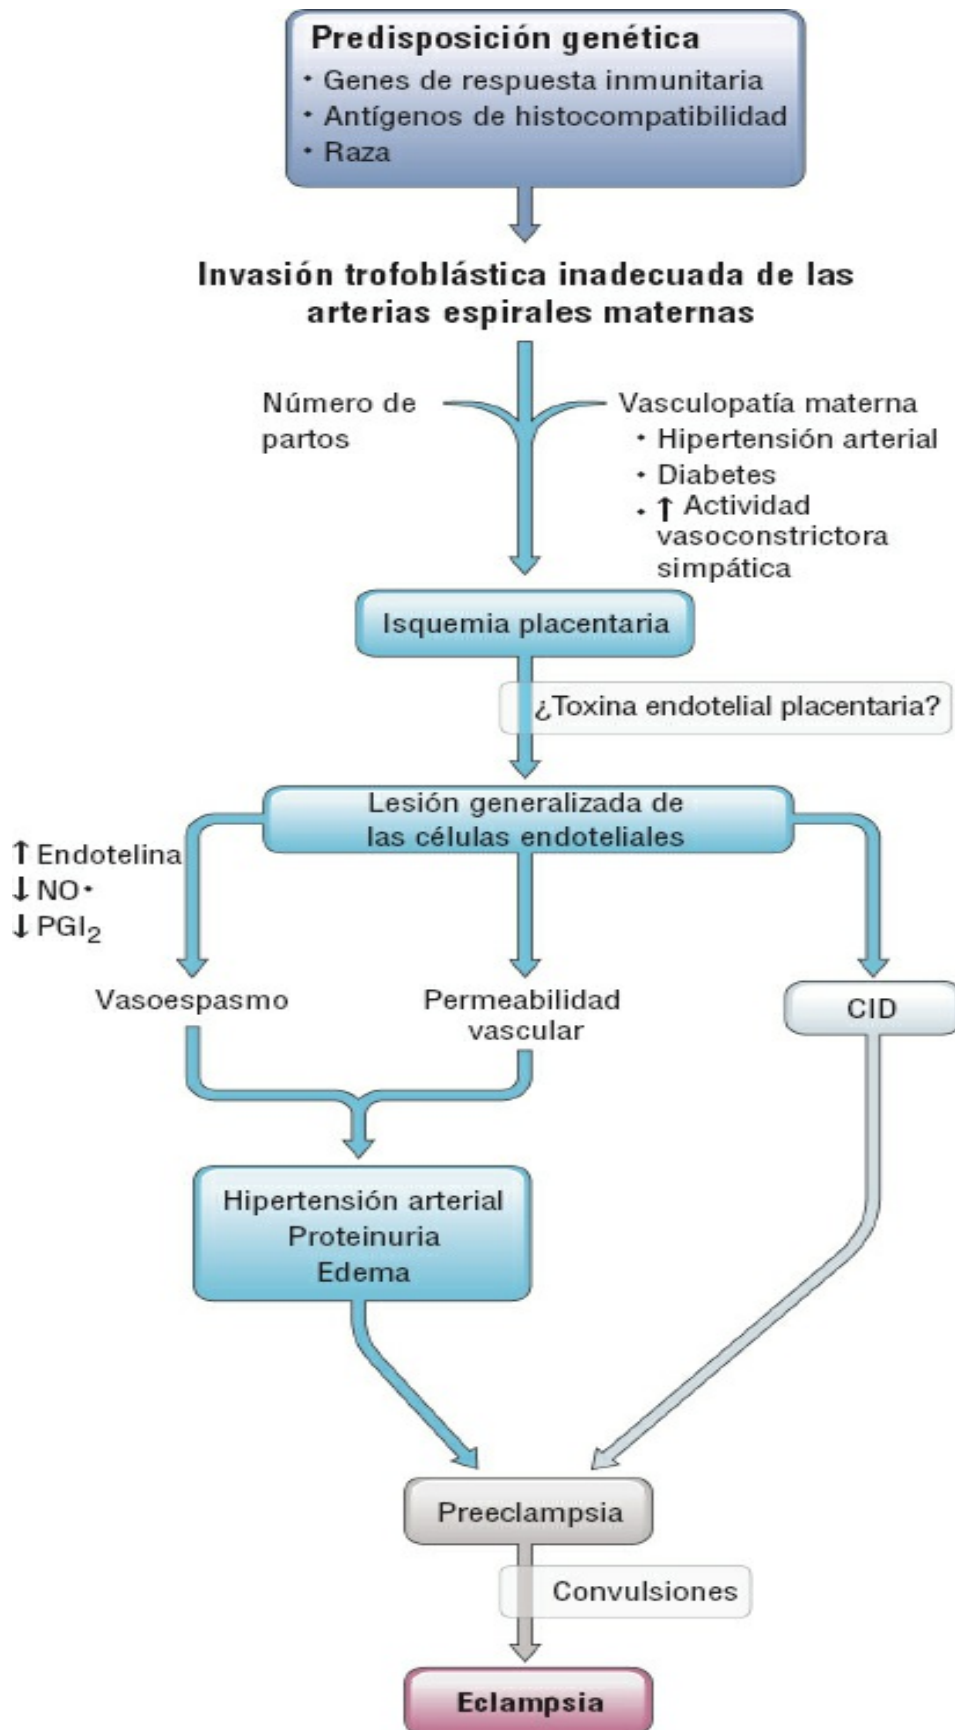 Predisposición genética
• Genes de respuesta inmunitaria
• Antígenos de histocompatibilidad
• Raza
Invasión trofoblástica inadecuada de las
arterias espirales maternas
Número de
partos
Vasculopatía materna
• Hipertensión arterial
• Diabetes
• ↑ Actividad
vasoconstrictora
simpática
Isquemia placentaria
¿Toxina endotelial placentaria?
Lesión generalizada de
las células endoteliales
↑ Endotelina
↓ NO•
↓ PGI₂
Vasoespasmo
Permeabilidad
vascular
CID
Hipertensión arterial
Proteinuria
Edema
Preeclampsia
Convulsiones
Eclampsia